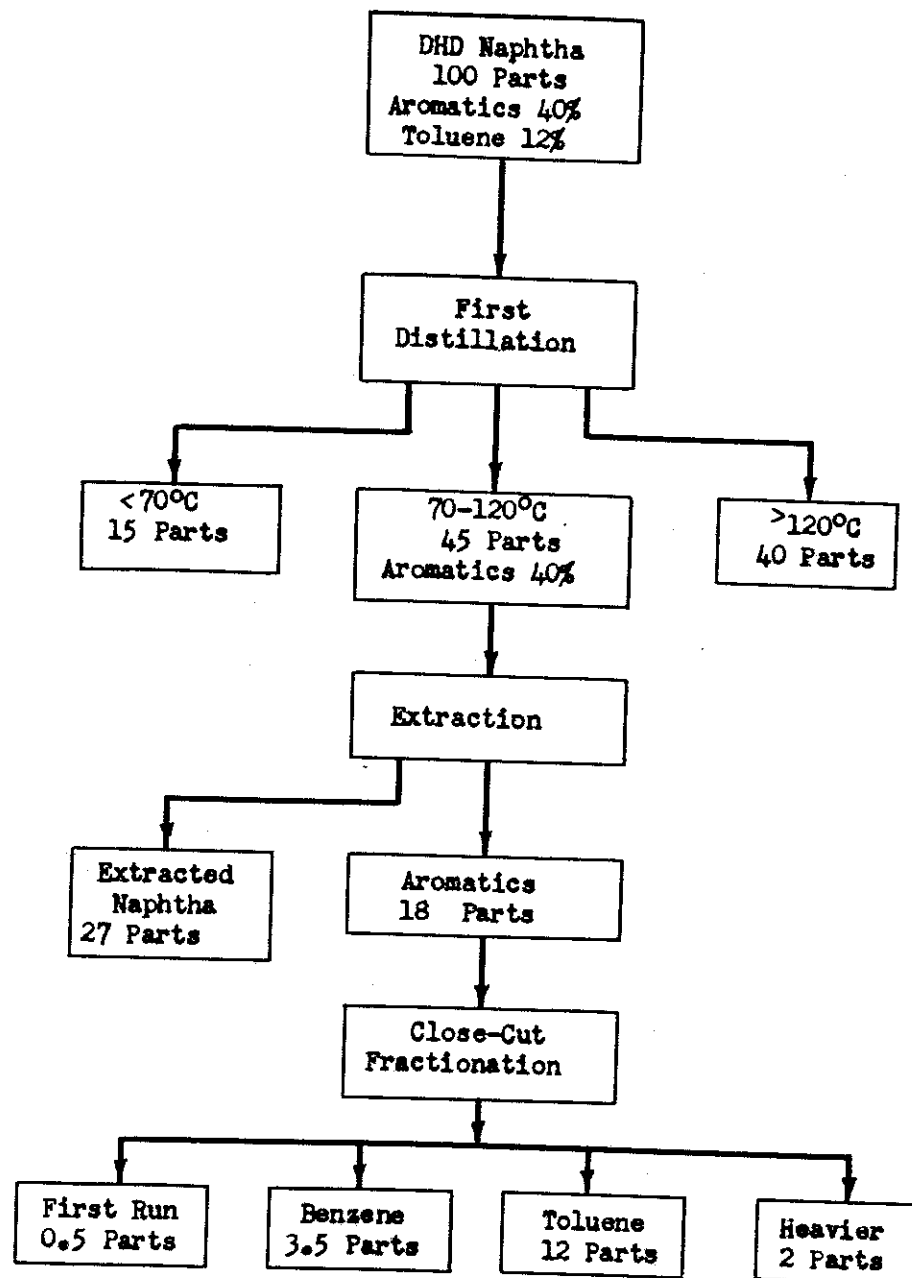 DHD Naphtha
100 Parts
Aromatics 40%
Toluene 12%
First
Distillation
<70°C
15 Parts
70-120°C
45 Parts
Aromatics 40%
>120°C
40 Parts
Extraction
Extracted
Naphtha
27 Parts
Aromatics
18 Parts
Close-Cut
Fractionation
First Run
0.5 Parts
Benzene
3.5 Parts
Toluene
12 Parts
Heavier
2 Parts